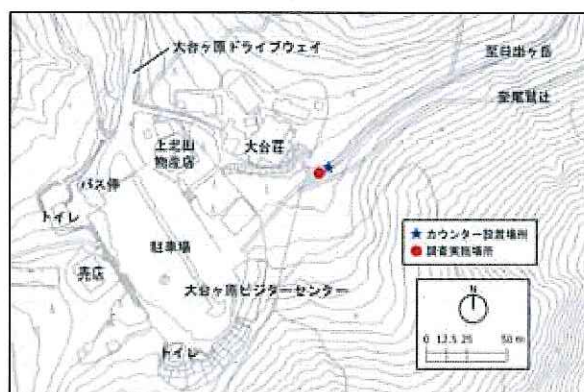 大台ヶ原ドライブウェイ
至日出ヶ岳
至尾鷲辻
上北山
物産店
大台荘
バス停
トイレ
駐車場
売店
大台ヶ原ビジターセンター
トイレ
★ カウンター設置場所
● 調査実施場所
N
0 12.5 25 50 m